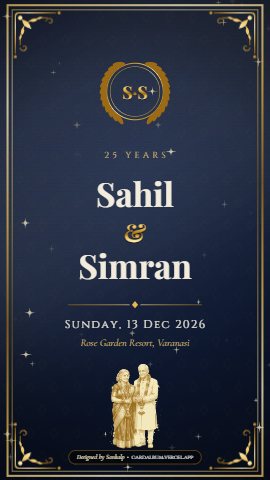 S S
25 YEARS
Sahil
&
Simran
Sunday, 13 Dec 2026
Rose Garden Resort, Varanasi
Designed by Sankalp • CARDALBUM.VERCEL.APP